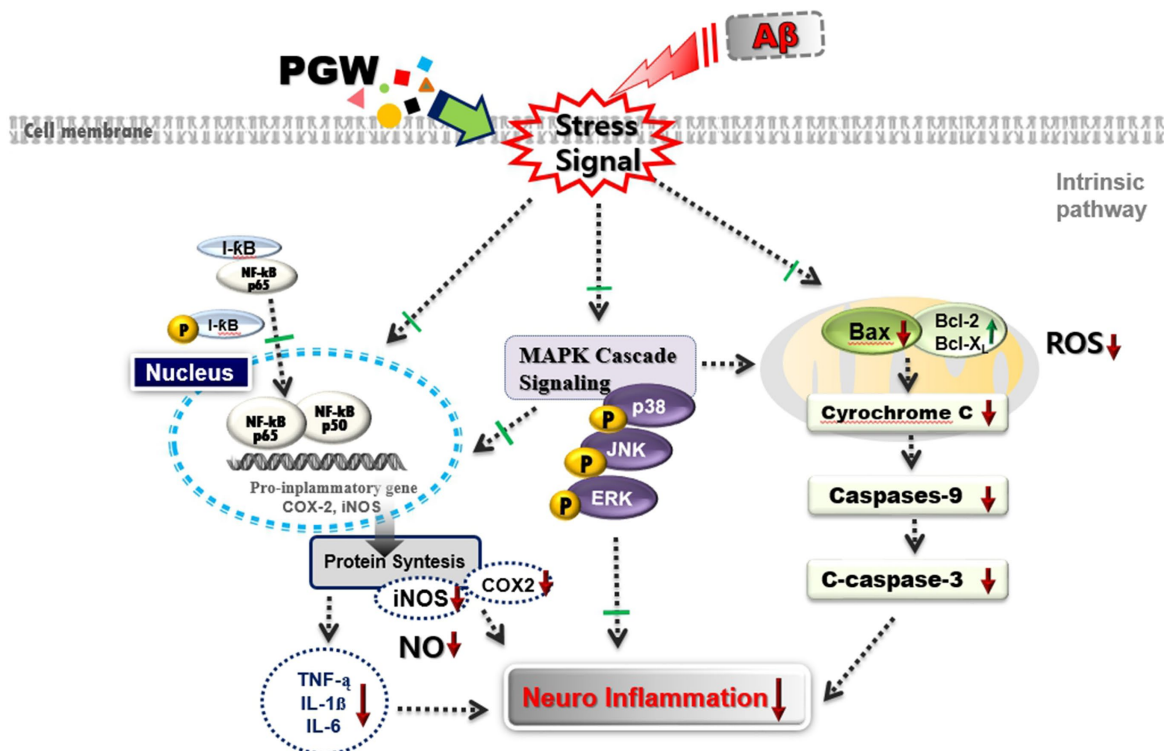 Aβ
PGW
Cell membrane
Stress
Signal
Intrinsic
pathway
I-ƙB
NF-kB
p65
P
I-ƙB
Nucleus
NF-kB
p65
NF-kB
p50
Pro-inplammatory gene
COX-2, iNOS
MAPK Cascade
Signaling
P
p38
P
JNK
P
ERK
Bax
Bcl-2
Bcl-XL
ROS
Cyrochrome C
Caspases-9
C-caspase-3
Protein Syntesis
iNOS
COX2
NO
TNF-ą
IL-1ß
IL-6
Neuro Inflammation